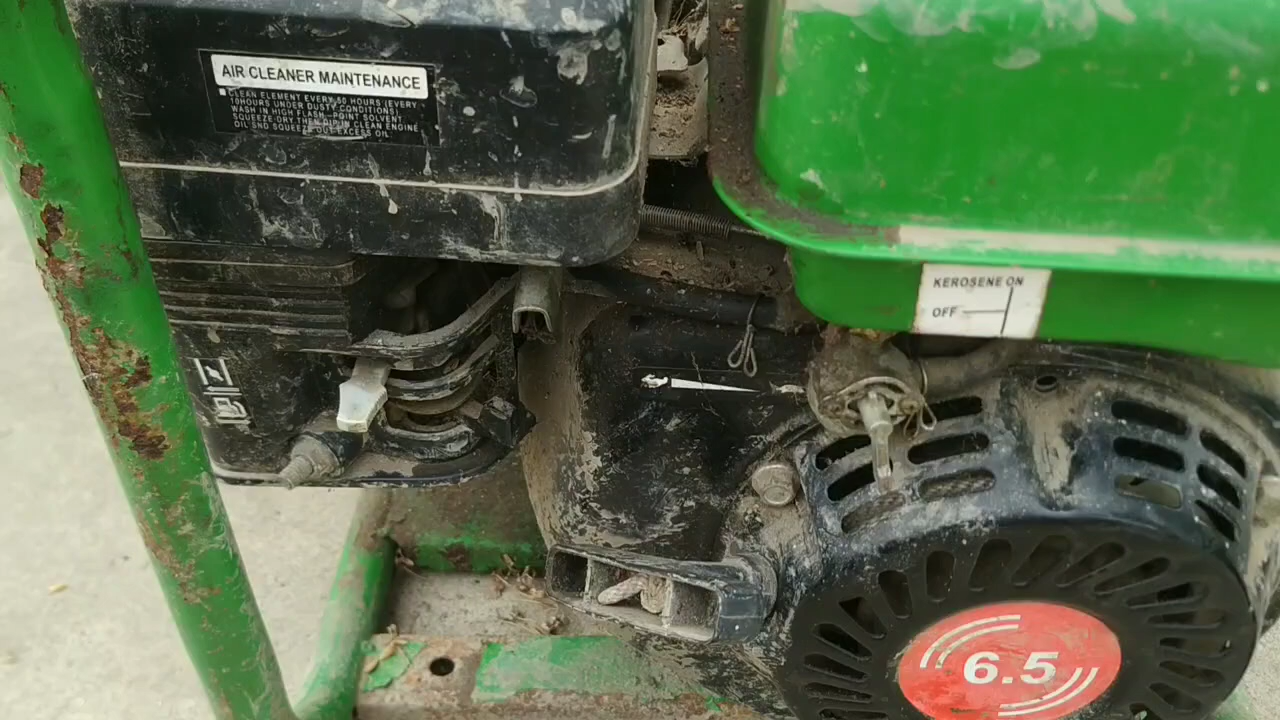 AIR CLEANER MAINTENANCE
CLEAN ELEMENT EVERY 50 HOURS (EVERY
10HOURS UNDER DUSTY CONDITIONS)
WASH IN HIGH FLASH-POINT SOLVENT
SQUEEZE-DRY, THEN DIP IN CLEAN ENGINE
OIL SND SQUEEZE OUT EXCESS OIL
KEROSENE ON
OFF
6.5